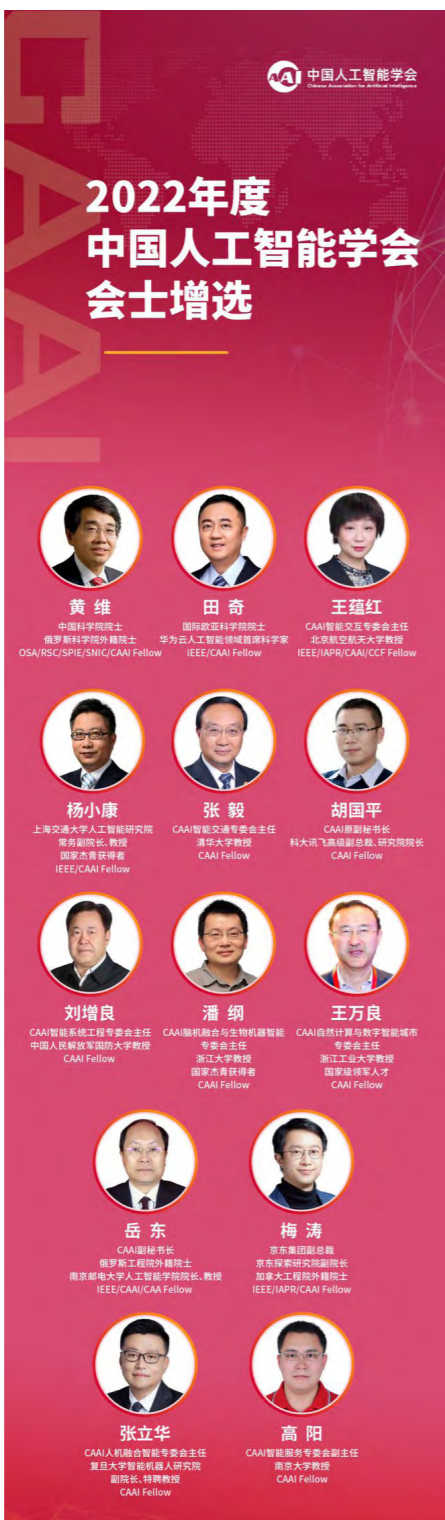 CAAI
中国人工智能学会
Chinese Association for Artificial Intelligence
2022年度
中国人工智能学会
会士增选
黄 维
中国科学院院士
俄罗斯科学院外籍院士
OSA/RSC/SPIE/SNIC/CAAI Fellow
田 奇
国际欧亚科学院院士
华为云人工智能领域首席科学家
IEEE/CAAI Fellow
王蕴红
CAAI智能交互专委会主任
北京航空航天大学教授
IEEE/IAPR/CAAI/CCF Fellow
杨小康
上海交通大学人工智能研究院
常务副院长、教授
国家杰青获得者
IEEE/CAAI Fellow
张 毅
CAAI智能交通专委会主任
清华大学教授
CAAI Fellow
胡国平
CAAI原副秘书长
科大讯飞高级副总裁、研究院院长
CAAI Fellow
刘增良
CAAI智能系统工程专委会主任
中国人民解放军国防大学教授
CAAI Fellow
潘 纲
CAAI脑机融合与生物机器智能
专委会主任
浙江大学教授
国家杰青获得者
CAAI Fellow
王万良
CAAI自然计算与数字智能城市
专委会主任
浙江工业大学教授
国家级领军人才
CAAI Fellow
岳 东
CAAI副秘书长
俄罗斯工程院外籍院士
南京邮电大学人工智能学院院长、教授
IEEE/CAAI/CAA Fellow
梅 涛
京东集团副总裁
京东探索研究院副院长
加拿大工程院外籍院士
IEEE/IAPR/CAAI Fellow
张立华
CAAI人机融合智能专委会主任
复旦大学智能机器人研究院
副院长、特聘教授
CAAI Fellow
高 阳
CAAI智能服务专委会副主任
南京大学教授
CAAI Fellow